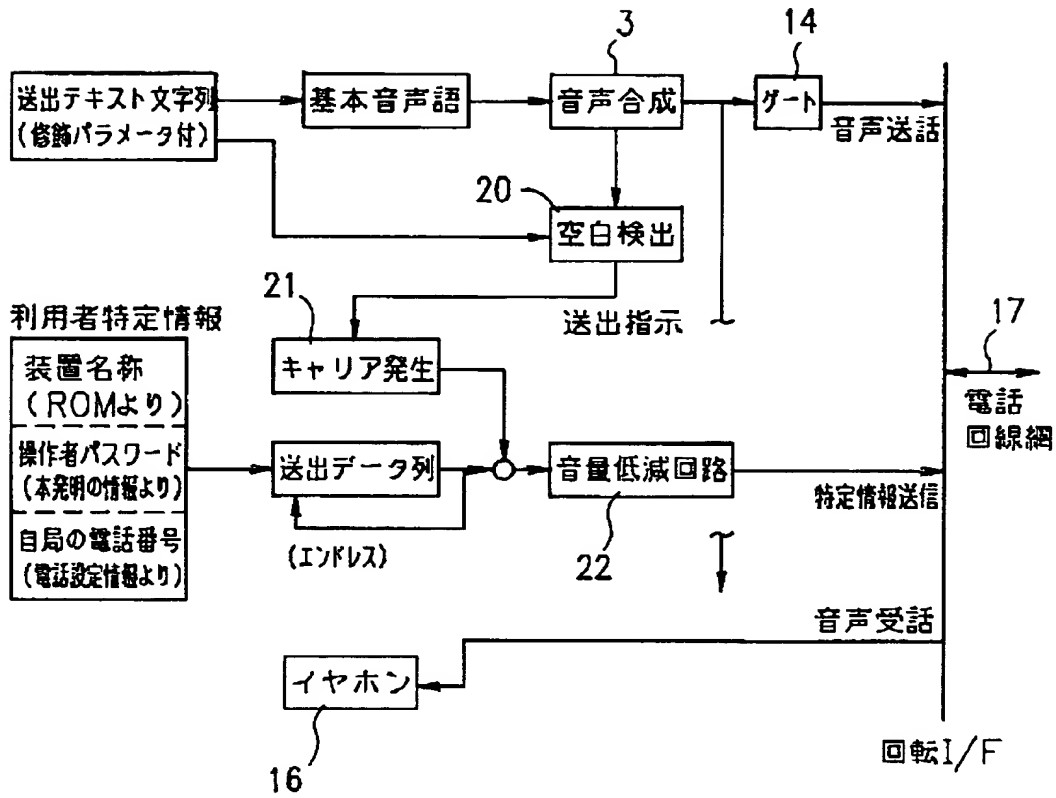 3
14
送出テキスト文字列
(修飾パラメータ付)
基本音声語
音声合成
ゲート
音声送話
20
空白検出
21
送出指示
利用者特定情報
17
装置名称
(ROMより)
キャリア発生
電話
回線網
操作者パスワード
(本発明の情報より)
送出データ列
音量低減回路
特定情報送信
自局の電話番号
(電話設定情報より)
(エンドレス)
22
音声受話
イヤホン
16
回転I/F